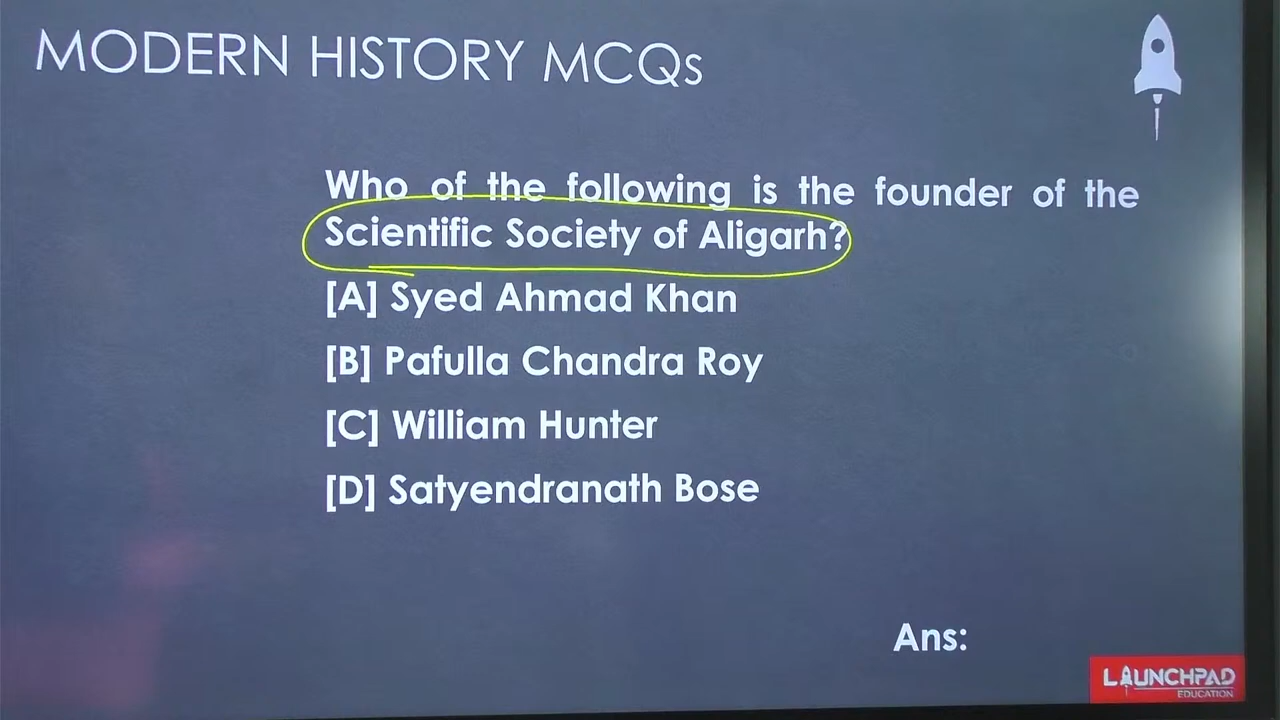 MODERN HISTORY MCQs
Who of the following is the founder of the
Scientific Society of Aligarh?
[A] Syed Ahmad Khan
[B] Pafulla Chandra Roy
[C] William Hunter
[D] Satyendranath Bose
Ans:
LAUNCHPAD
EDUCATION